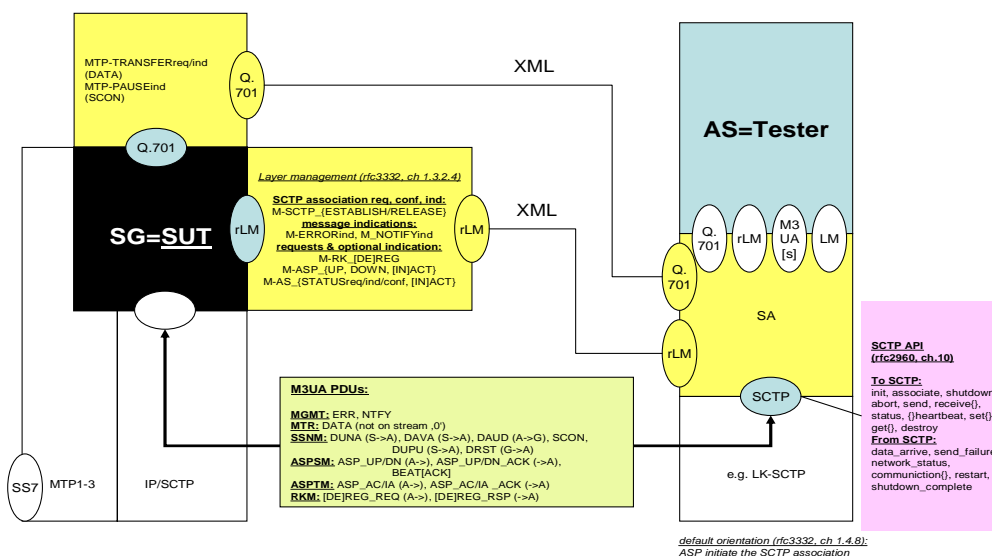 MTP-TRANSFERreq/ind
(DATA)
MTP-PAUSEind
(SCON)
Q.
701
XML
Q.701
AS=Tester
SG=SUT
rLM
Layer management (rfc3332, ch 1.3.2.4)
SCTP association req, conf, ind:
M-SCTP_{ESTABLISH/RELEASE}
message indications:
M-ERRORind, M_NOTIFYind
requests & optional indication:
M-RK_[DE]REG
M-ASP_{UP, DOWN, [IN]ACT}
M-AS_{STATUSreq/ind/conf, [IN]ACT}
rLM
XML
Q.
701
rLM
M3
UA
[s]
LM
Q.
701
SA
rLM
SCTP
SCTP API
(rfc2960, ch.10)
To SCTP:
init, associate, shutdown
abort, send, receive{},
status, {}heartbeat, set{}
get{}, destroy
From SCTP:
data_arrive, send_failure
network_status,
communiction{}, restart,
shutdown_complete
M3UA PDUs:
MGMT: ERR, NTFY
MTR: DATA (not on stream ‚0')
SSNM: DUNA (S->A), DAVA (S->A), DAUD (A->G), SCON,
DUPU (S->A), DRST (G->A)
ASPSM: ASP_UP/DN (A->), ASP_UP/DN_ACK (->A),
BEAT[ACK]
ASPTM: ASP_AC/IA (A->), ASP_AC/IA _ACK (->A)
RKM: [DE]REG_REQ (A->), [DE]REG_RSP (->A)
SS7
MTP1-3
IP/SCTP
e.g. LK-SCTP
default orientation (rfc3332, ch 1.4.8):
ASP initiate the SCTP association